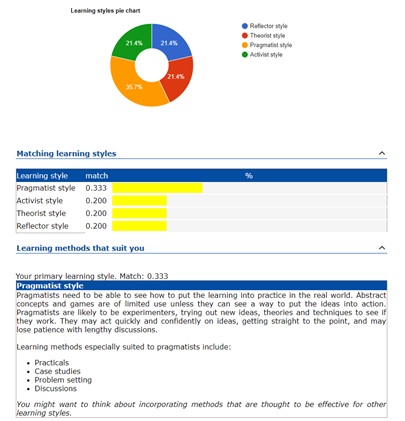 Learning styles pie chart
Reflector style
Theorist style
Pragmatist style
Activist style
21.4%
21.4%
21.4%
35.7%
Matching learning styles
Learning style match %
Pragmatist style 0.333
Activist style 0.200
Theorist style 0.200
Reflector style 0.200
Learning methods that suit you
Your primary learning style. Match: 0.333
Pragmatist style
Pragmatists need to be able to see how to put the learning into practice in the real world. Abstract
concepts and games are of limited use unless they can see a way to put the ideas into action.
Pragmatists are likely to be experimenters, trying out new ideas, theories and techniques to see if
they work. They may act quickly and confidently on ideas, getting straight to the point, and may
lose patience with lengthy discussions.
Learning methods especially suited to pragmatists include:
• Practicals
• Case studies
• Problem setting
• Discussions
You might want to think about incorporating methods that are thought to be effective for other
learning styles.